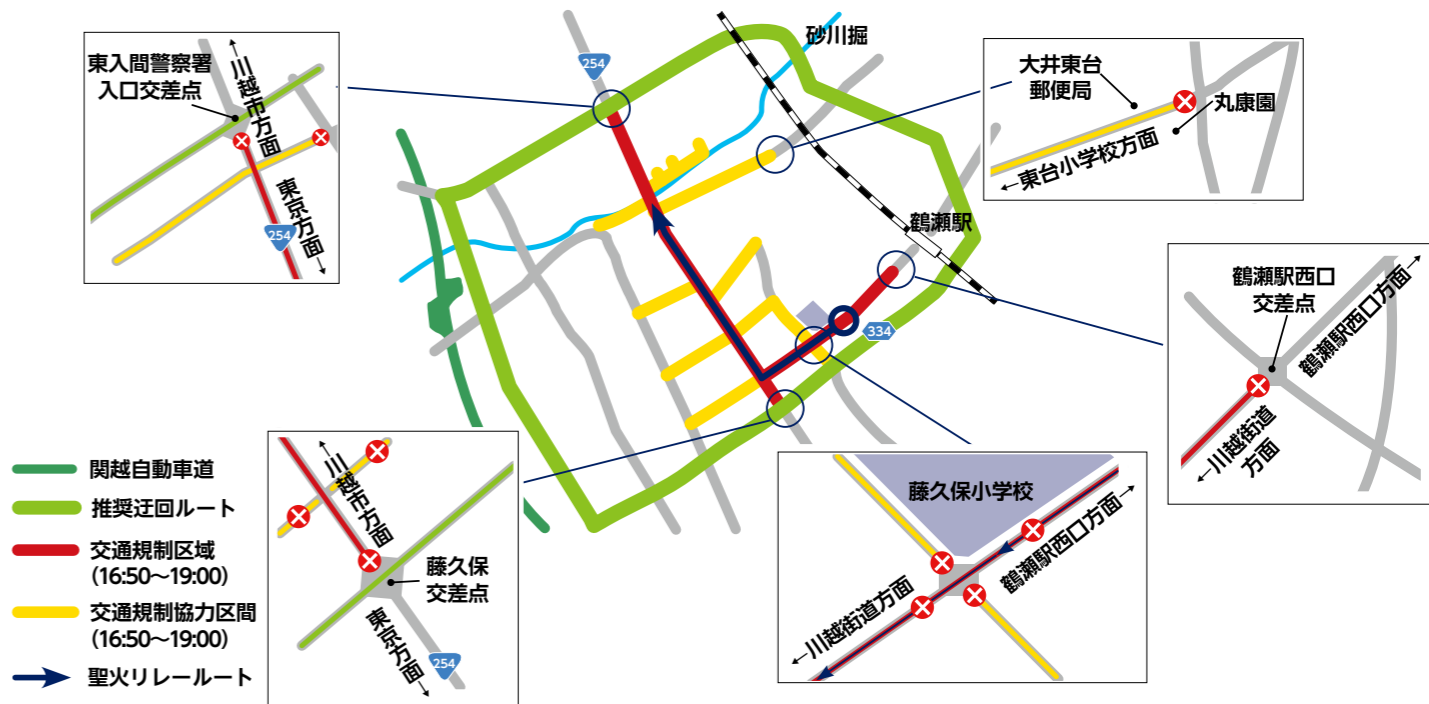 東入間警察署
入口交差点
←川越市方面
東京方面→
254
254
砂川掘
鶴瀬駅
334
大井東台
郵便局
丸康園
←東台小学校方面
鶴瀬駅西口
交差点
鶴瀬駅西口方面→
←川越街道
方面
関越自動車道
推奨迂回ルート
交通規制区域
(16:50～19:00)
交通規制協力区間
(16:50～19:00)
聖火リレールート
←川越市方面
藤久保
交差点
東京方面→
254
藤久保小学校
鶴瀬駅西口方面→
←川越街道方面